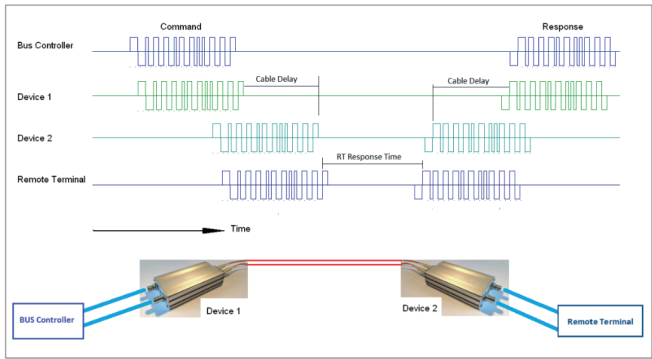 Command
Response
Bus Controller
Cable Delay
Cable Delay
Device 1
Device 2
RT Response Time
Remote Terminal
Time
Device 1
Device 2
BUS Controller
Remote Terminal